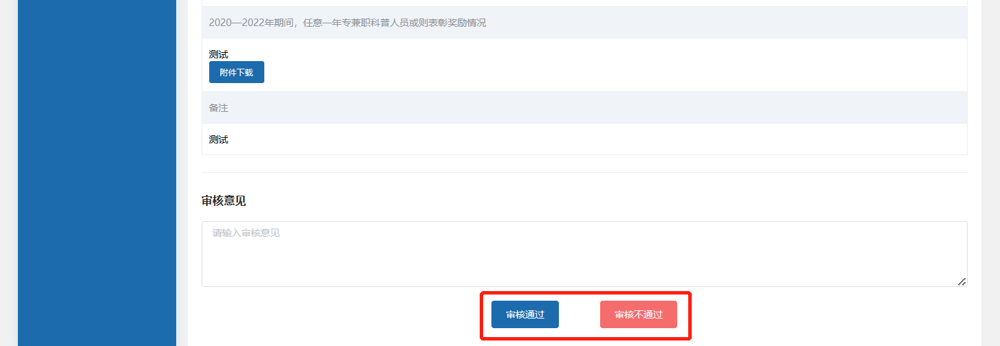 2020—2022年期间，任意一年专兼职科普人员或则表彰奖励情况
测试
附件下载
备注
测试
审核意见
请输入审核意见
审核通过 审核不通过